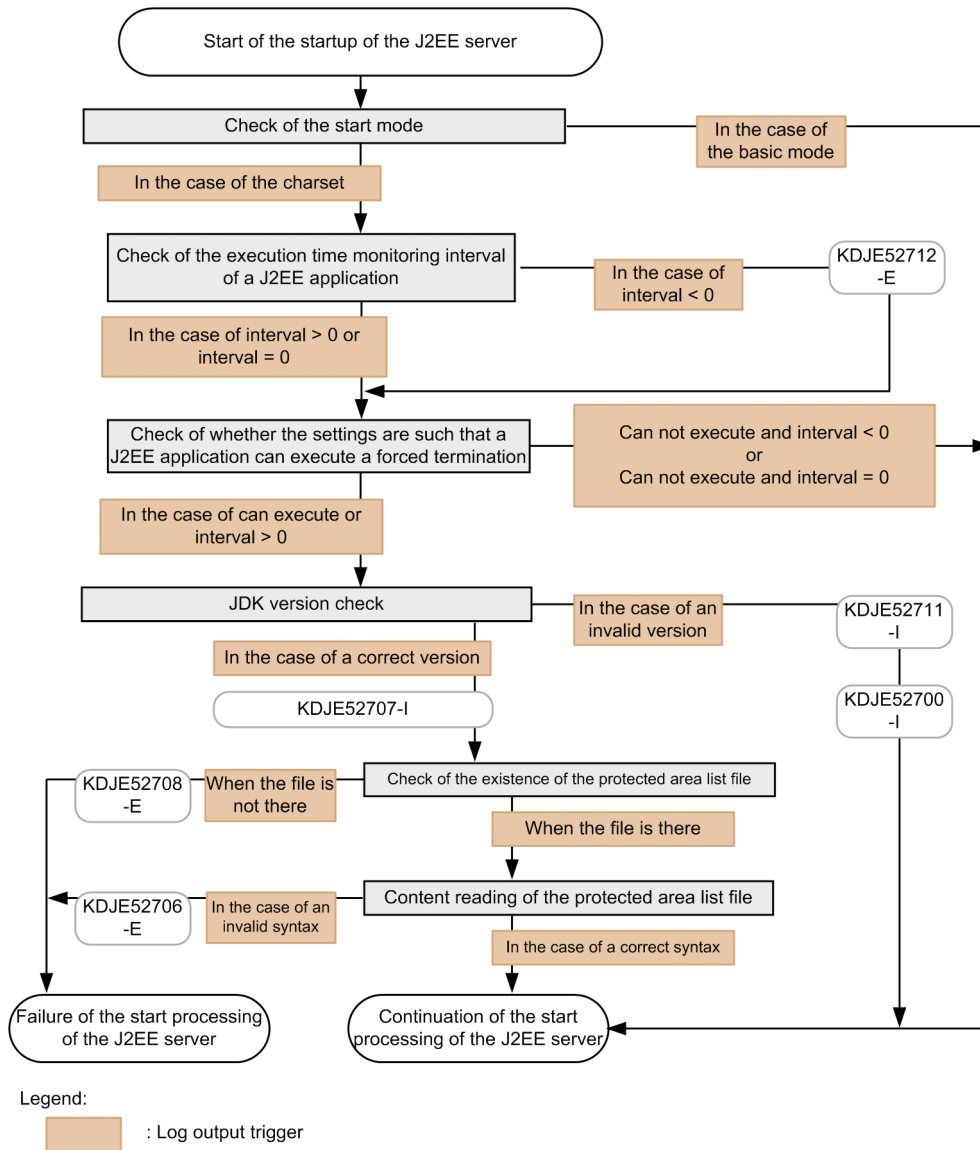 Start of the startup of the J2EE server
Check of the start mode
In the case of
the basic mode
In the case of the charset
Check of the execution time monitoring interval
of a J2EE application
In the case of
interval < 0
KDJE52712
-E
In the case of interval > 0 or
interval = 0
Check of whether the settings are such that a
J2EE application can execute a forced termination
Can not execute and interval < 0
or
Can not execute and interval = 0
In the case of can execute or
interval > 0
JDK version check
In the case of an
invalid version
KDJE52711
-I
In the case of a correct version
KDJE52707-I
KDJE52700
-I
Check of the existence of the protected area list file
When the file is
not there
KDJE52708
-E
When the file is there
Content reading of the protected area list file
In the case of an
invalid syntax
KDJE52706
-E
In the case of a correct syntax
Failure of the start processing
of the J2EE server
Continuation of the start
processing of the J2EE server
Legend:
: Log output trigger